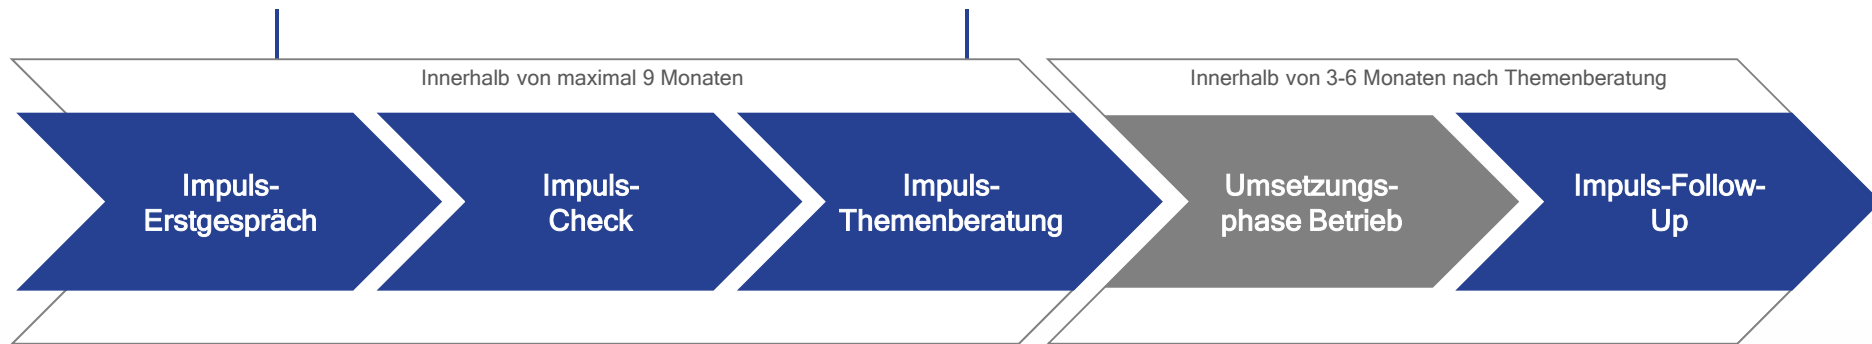 Innerhalb von maximal 9 Monaten
Innerhalb von 3-6 Monaten nach Themenberatung
Impuls-
Erstgespräch
Impuls-
Check
Impuls-
Themenberatung
Umsetzungs-
phase Betrieb
Impuls-Follow-
Up